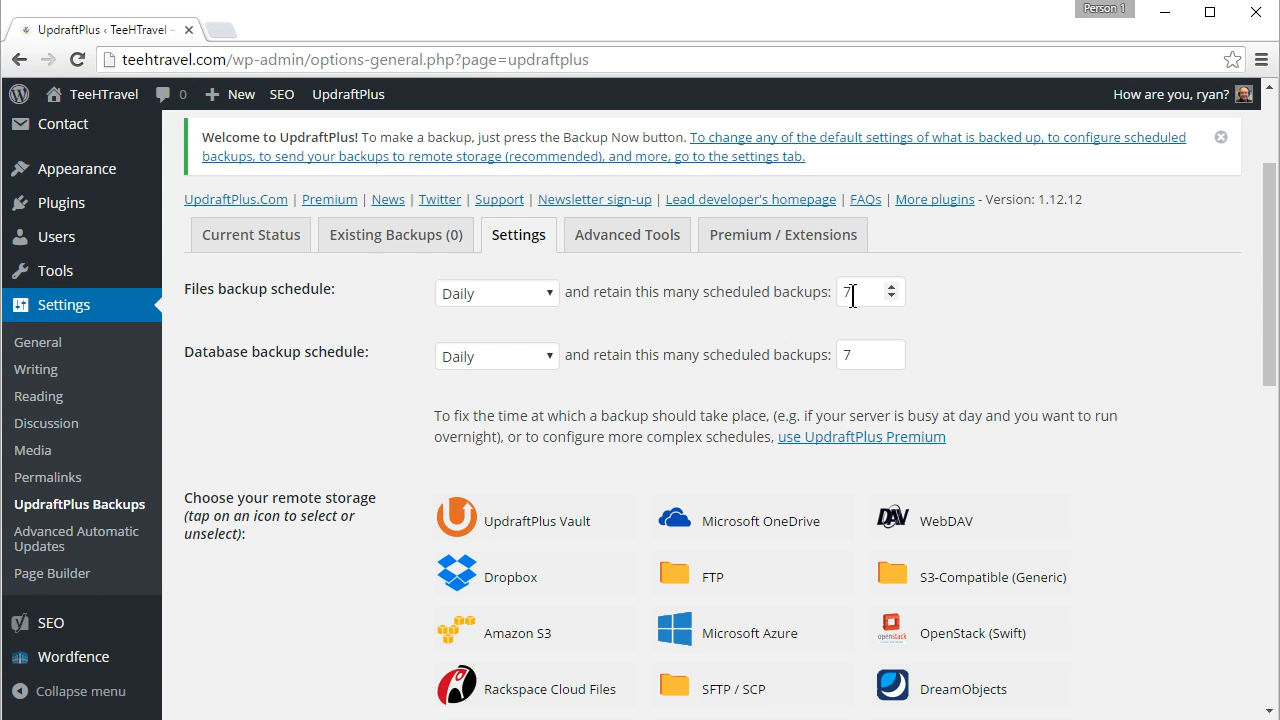 Person 1
UpdraftPlus ‹ TeeHTravel –
teehtravel.com/wp-admin/options-general.php?page=updraftplus
TeeHTravel 0 New SEO UpdraftPlus How are you, ryan?
Contact
Appearance
Plugins
Users
Tools
Settings
General
Writing
Reading
Discussion
Media
Permalinks
UpdraftPlus Backups
Advanced Automatic
Updates
Page Builder
SEO
Wordfence
Collapse menu
Welcome to UpdraftPlus! To make a backup, just press the Backup Now button. To change any of the default settings of what is backed up, to configure scheduled
backups, to send your backups to remote storage (recommended), and more, go to the settings tab.
UpdraftPlus.Com | Premium | News | Twitter | Support | Newsletter sign-up | Lead developer's homepage | FAQs | More plugins - Version: 1.12.12
Current Status Existing Backups (0) Settings Advanced Tools Premium / Extensions
Files backup schedule: Daily and retain this many scheduled backups: 7
Database backup schedule: Daily and retain this many scheduled backups: 7
To fix the time at which a backup should take place, (e.g. if your server is busy at day and you want to run
overnight), or to configure more complex schedules, use UpdraftPlus Premium
Choose your remote storage
(tap on an icon to select or
unselect):
UpdraftPlus Vault Microsoft OneDrive DAV WebDAV
Dropbox FTP S3-Compatible (Generic)
Amazon S3 Microsoft Azure openstack OpenStack (Swift)
Rackspace Cloud Files SFTP / SCP DreamObjects